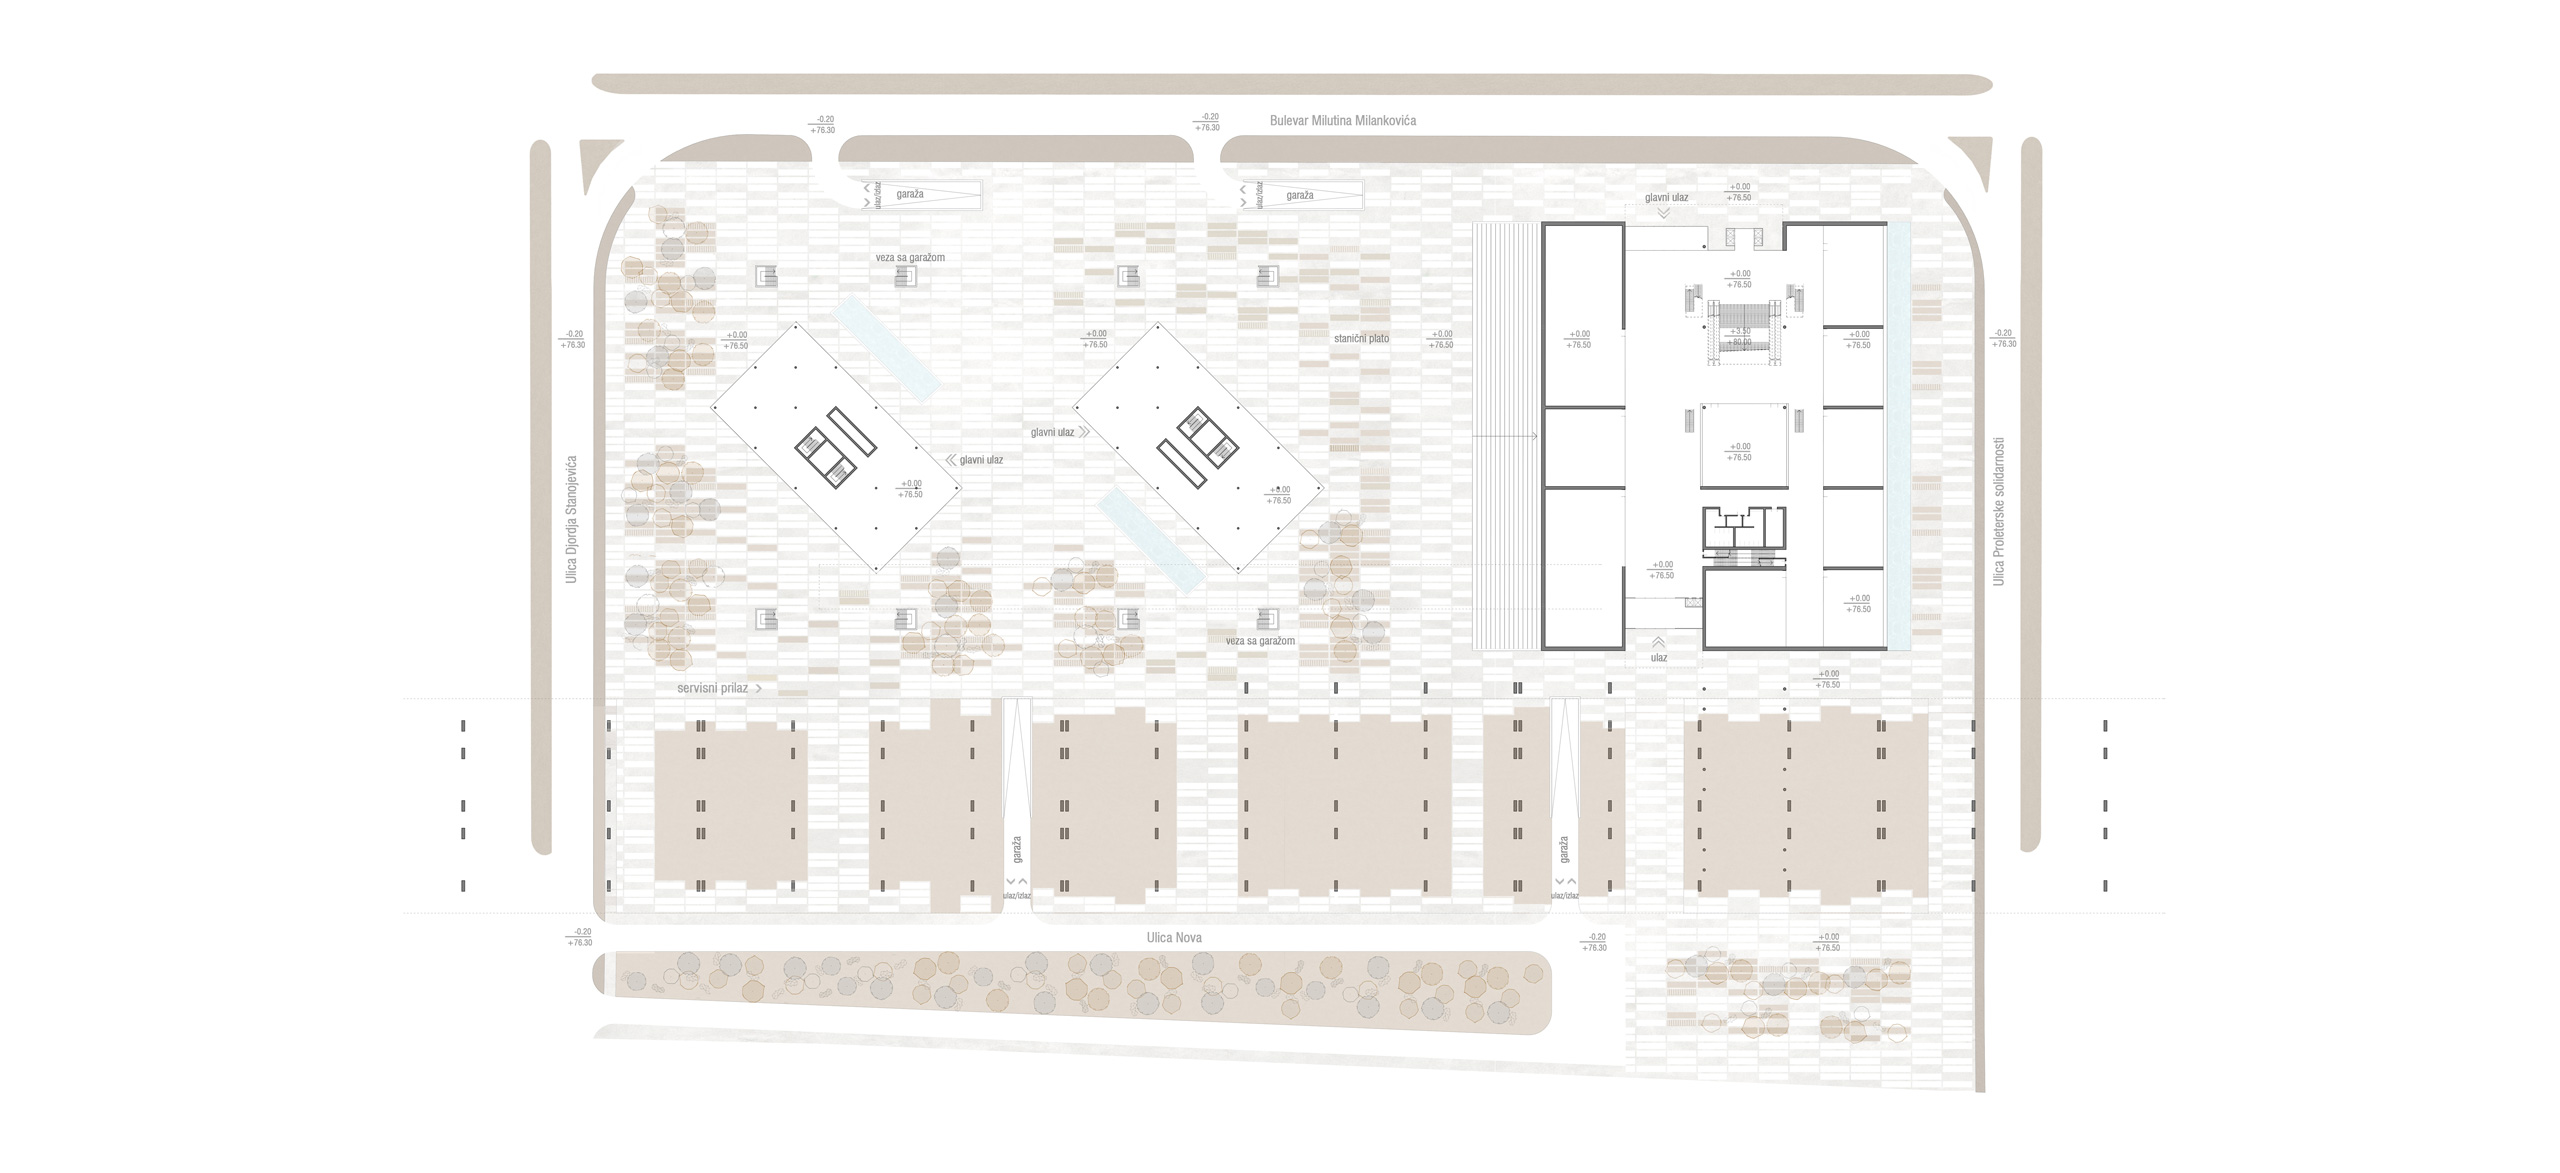 -0.20
+76.30
-0.20
+76.30
Bulevar Milutina Milankovića
garaža
ulaz/izlaz
garaža
ulaz/izlaz
glavni ulaz
+0.00
+76.50
veza sa garažom
+0.00
+76.50
-0.20
+76.30
+0.00
+76.50
+0.00
+76.50
stanični plato
+0.00
+76.50
+0.00
+76.50
+3.50
+80.00
+0.00
+76.50
-0.20
+76.30
glavni ulaz
glavni ulaz
+0.00
+76.50
+0.00
+76.50
+0.00
+76.50
Ulica Djordja Stanojevića
Ulica Proleterske solidarnosti
+0.00
+76.50
+0.00
+76.50
veza sa garažom
ulaz
servisni prilaz
+0.00
+76.50
garaža
ulaz/izlaz
garaža
ulaz/izlaz
-0.20
+76.30
Ulica Nova
-0.20
+76.30
+0.00
+76.50